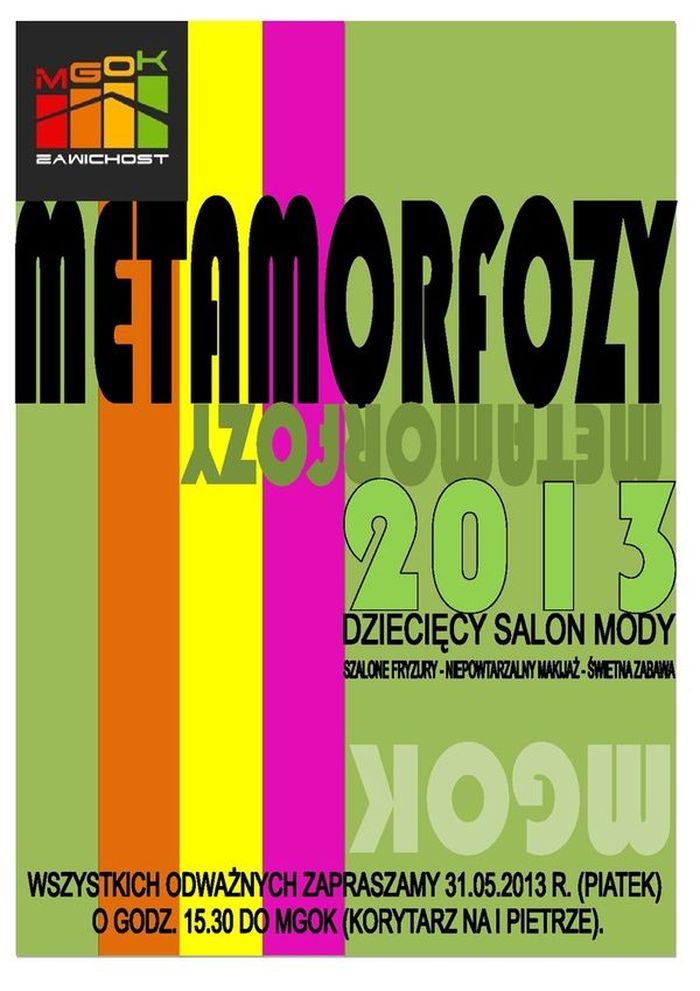 MGOK
ZAWICHOST
METAMORFOZY
METAMORFOZY
2013
DZIECIĘCY SALON MODY
SZALONE FRYZURY - NIEPOWTARZALNY MAKIJAŻ - ŚWIETNA ZABAWA
MGOK
WSZYSTKICH ODWAŻNYCH ZAPRASZAMY 31.05.2013 R. (PIATEK)
O GODZ. 15.30 DO MGOK (KORYTARZ NA I PIETRZE).